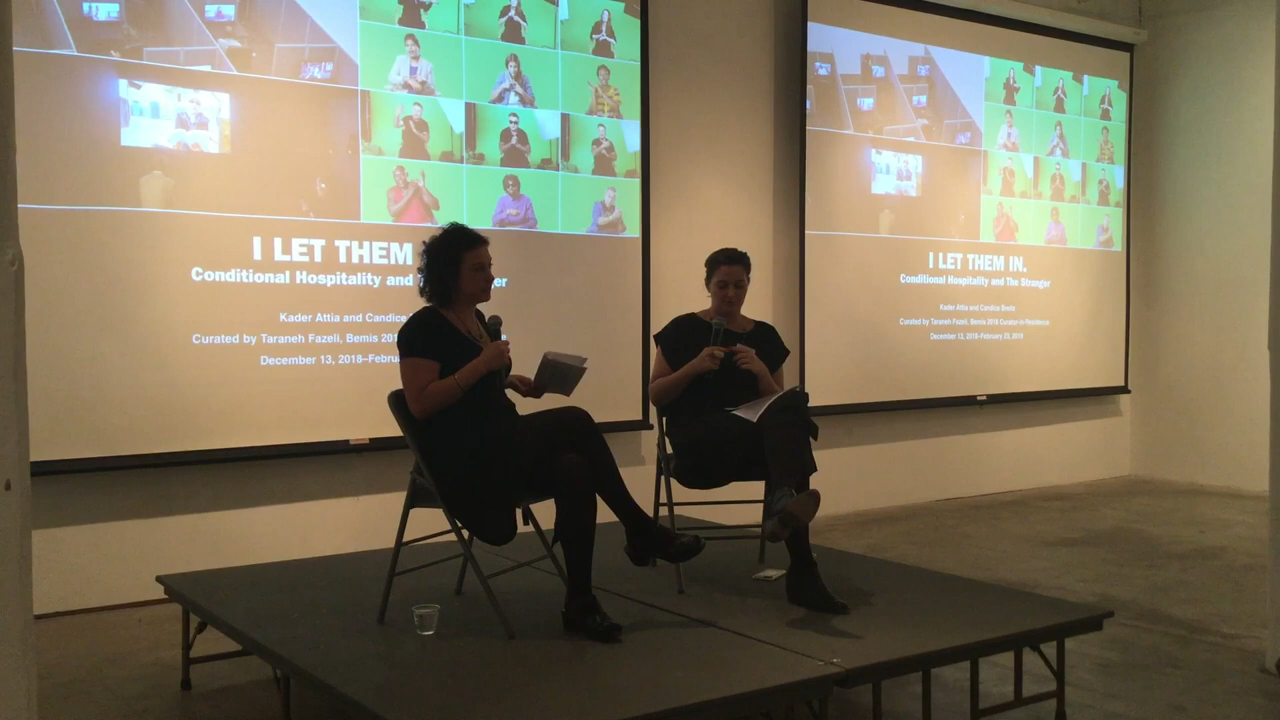 I LET THEM
Conditional Hospitality and
ger
Kader Attia and Candice
Curated by Taraneh Fazeli, Bemis 201
December 13, 2018–Februa
I LET THEM IN.
Conditional Hospitality and The Stranger
Kader Attia and Candice Breitz
Curated by Taraneh Fazeli, Bemis 2018 Curator-in-Residence
December 13, 2018–February 23, 2019